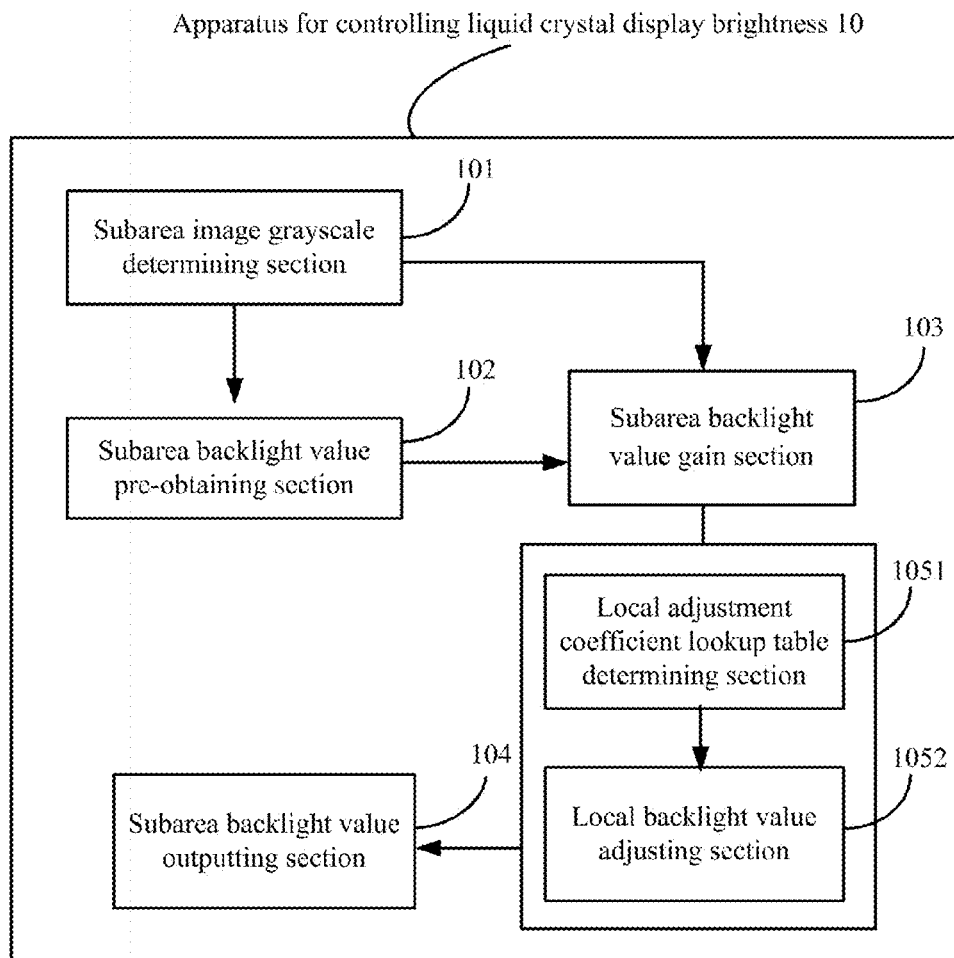 Apparatus for controlling liquid crystal display brightness 10
101
Subarea image grayscale
determining section
103
102
Subarea backlight value
pre-obtaining section
Subarea backlight
value gain section
1051
Local adjustment
coefficient lookup table
determining section
104
1052
Subarea backlight value
outputting section
Local backlight value
adjusting section